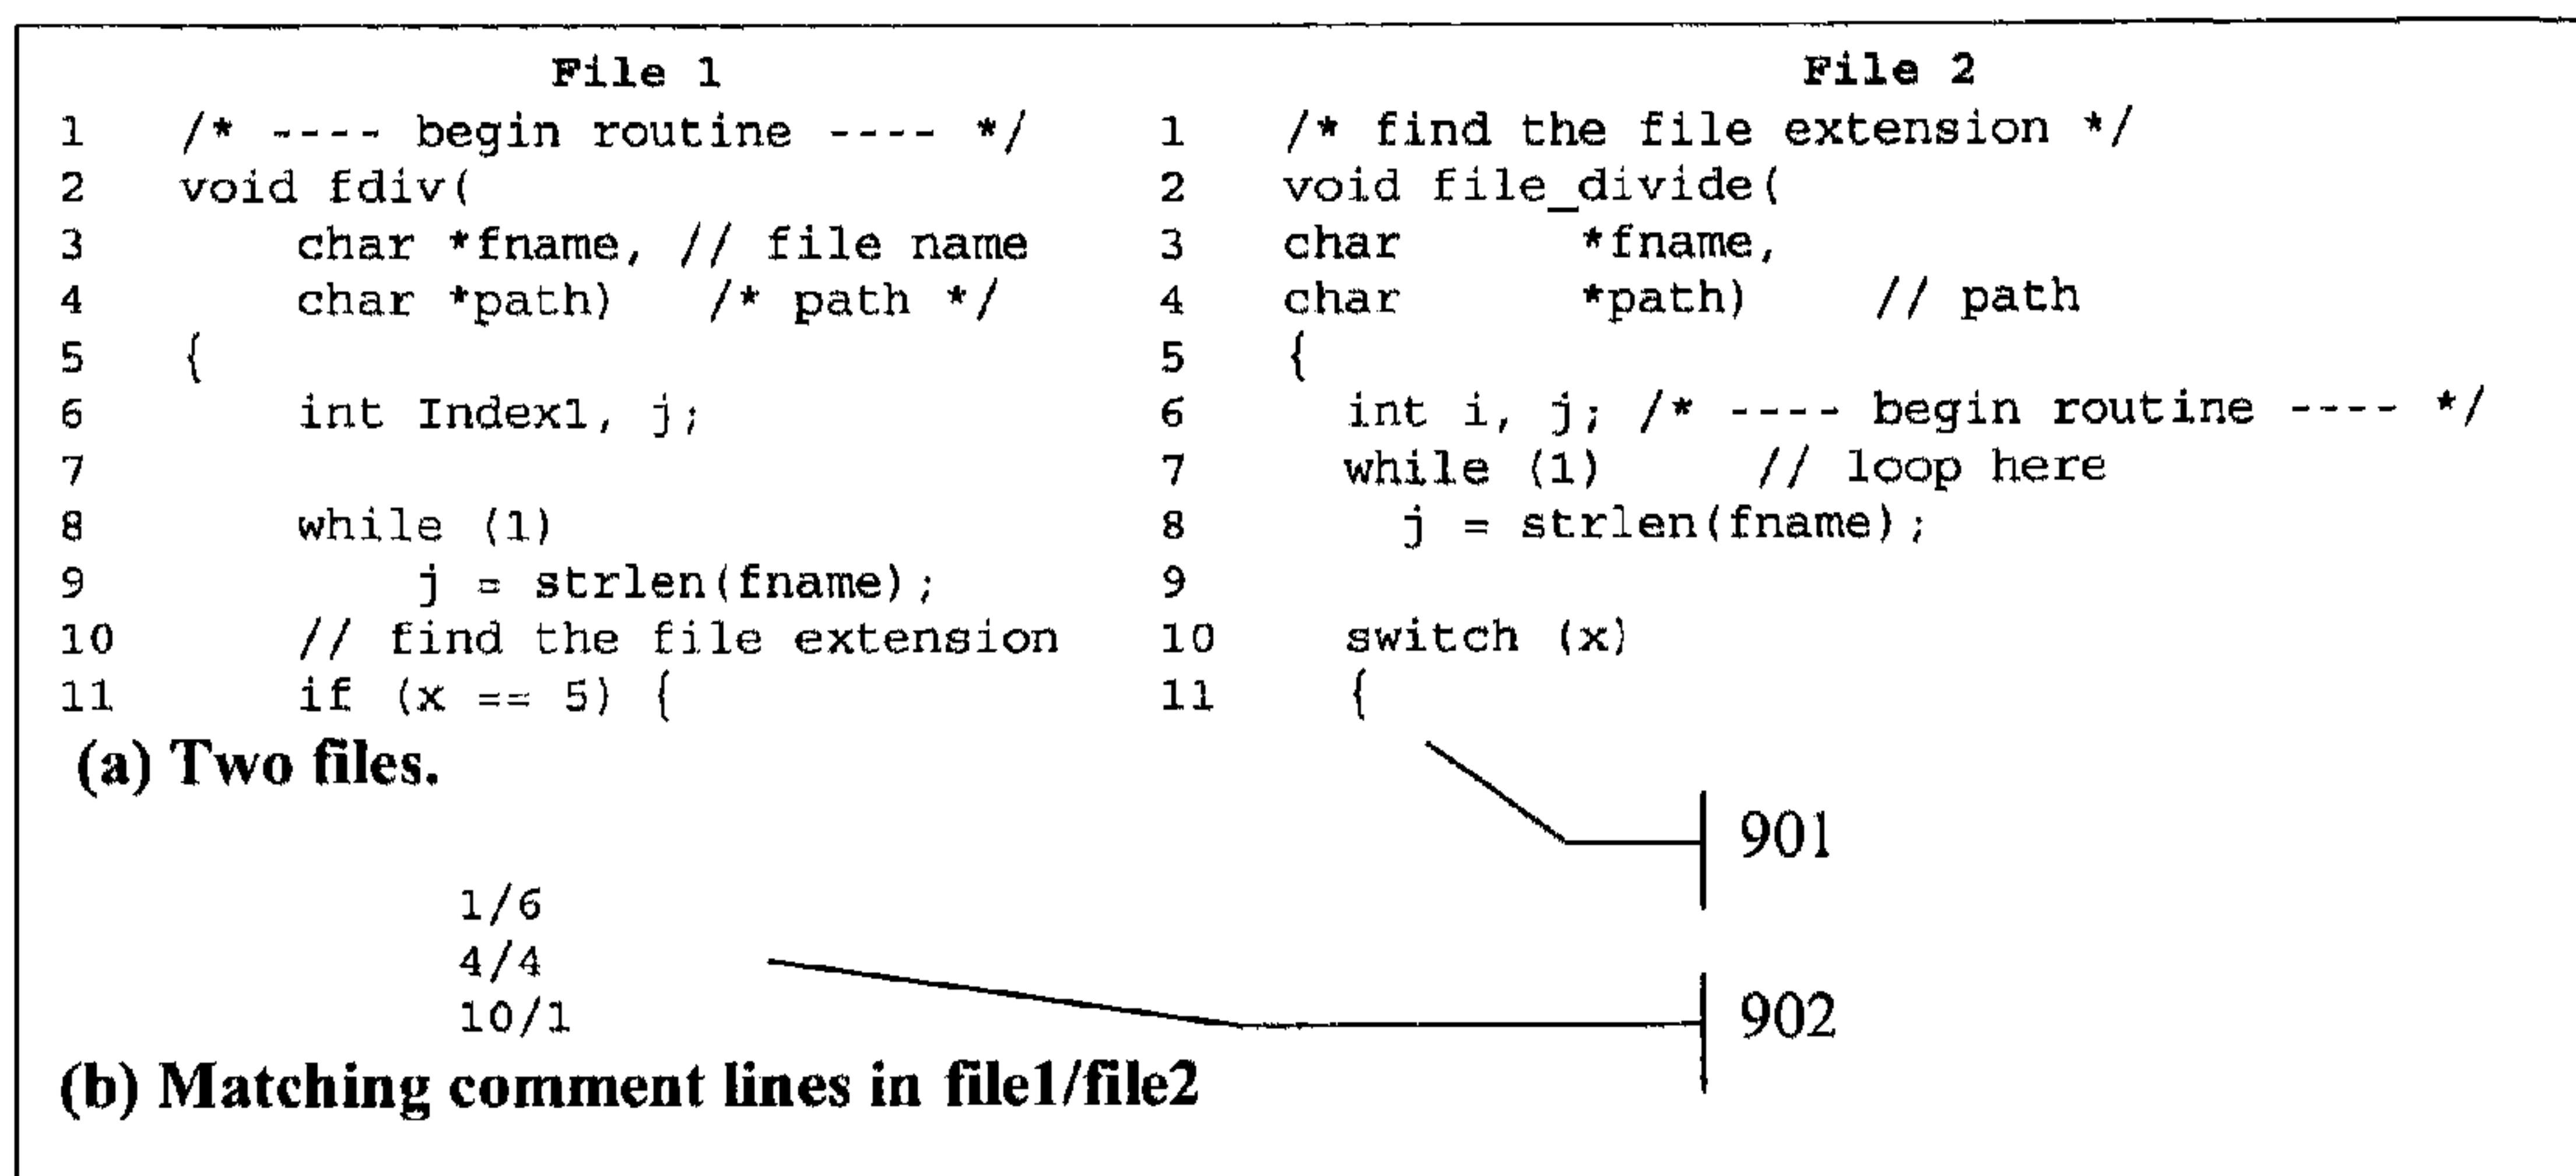 File 1
1 /* ---- begin routine ---- */
2 void fdiv(
3 char *fname, // file name
4 char *path) /* path */
5 {
6 int Index1, j;
7
8 while (1)
9 j = strlen(fname);
10 // find the file extension
11 if (x == 5) {
File 2
1 /* find the file extension */
2 void file_divide(
3 char *fname,
4 char *path) // path
5 {
6 int i, j; /* ---- begin routine ---- */
7 while (1) // loop here
8 j = strlen(fname);
9
10 switch (x)
11 {
(a) Two files.
901
1/6
4/4
10/1
902
(b) Matching comment lines in file1/file2